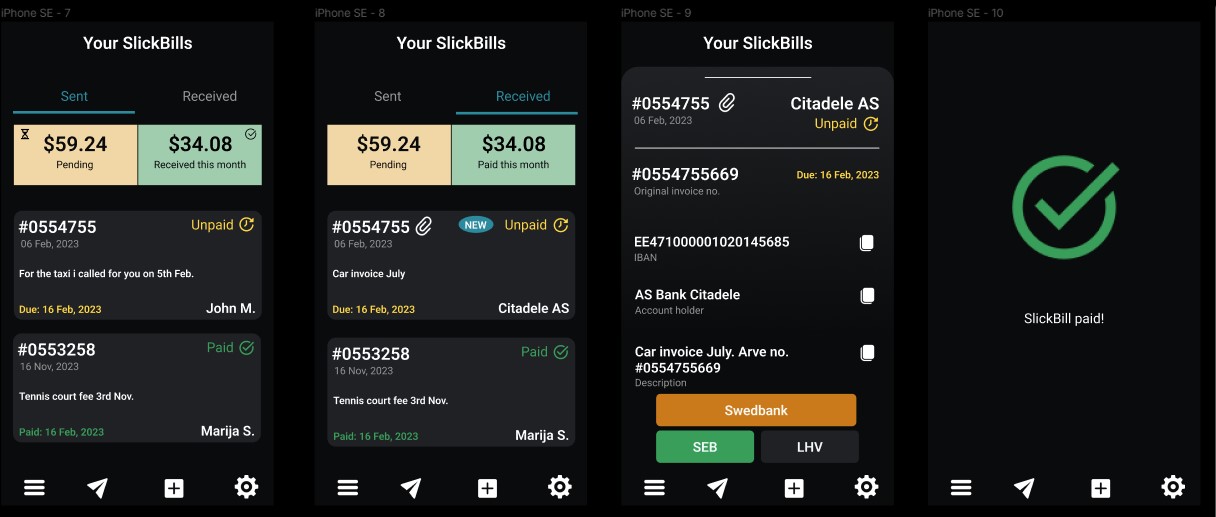 iPhone SE - 7
Your SlickBills
Sent
Received
$59.24
Pending
$34.08
Received this month
#0554755
Unpaid
06 Feb, 2023
For the taxi i called for you on 5th Feb.
Due: 16 Feb, 2023
John M.
#0553258
Paid
16 Nov, 2023
Tennis court fee 3rd Nov.
Paid: 16 Feb, 2023
Marija S.
iPhone SE - 8
Your SlickBills
Sent
Received
$59.24
Pending
$34.08
Paid this month
#0554755
NEW
Unpaid
06 Feb, 2023
Car invoice July
Due: 16 Feb, 2023
Citadele AS
#0553258
Paid
16 Nov, 2023
Tennis court fee 3rd Nov.
Paid: 16 Feb, 2023
Marija S.
iPhone SE - 9
Your SlickBills
#0554755
Citadele AS
06 Feb, 2023
Unpaid
#0554755669
Due: 16 Feb, 2023
Original invoice no.
EE471000001020145685
IBAN
AS Bank Citadele
Account holder
Car invoice July. Arve no.
#0554755669
Description
Swedbank
SEB
LHV
iPhone SE - 10
SlickBill paid!